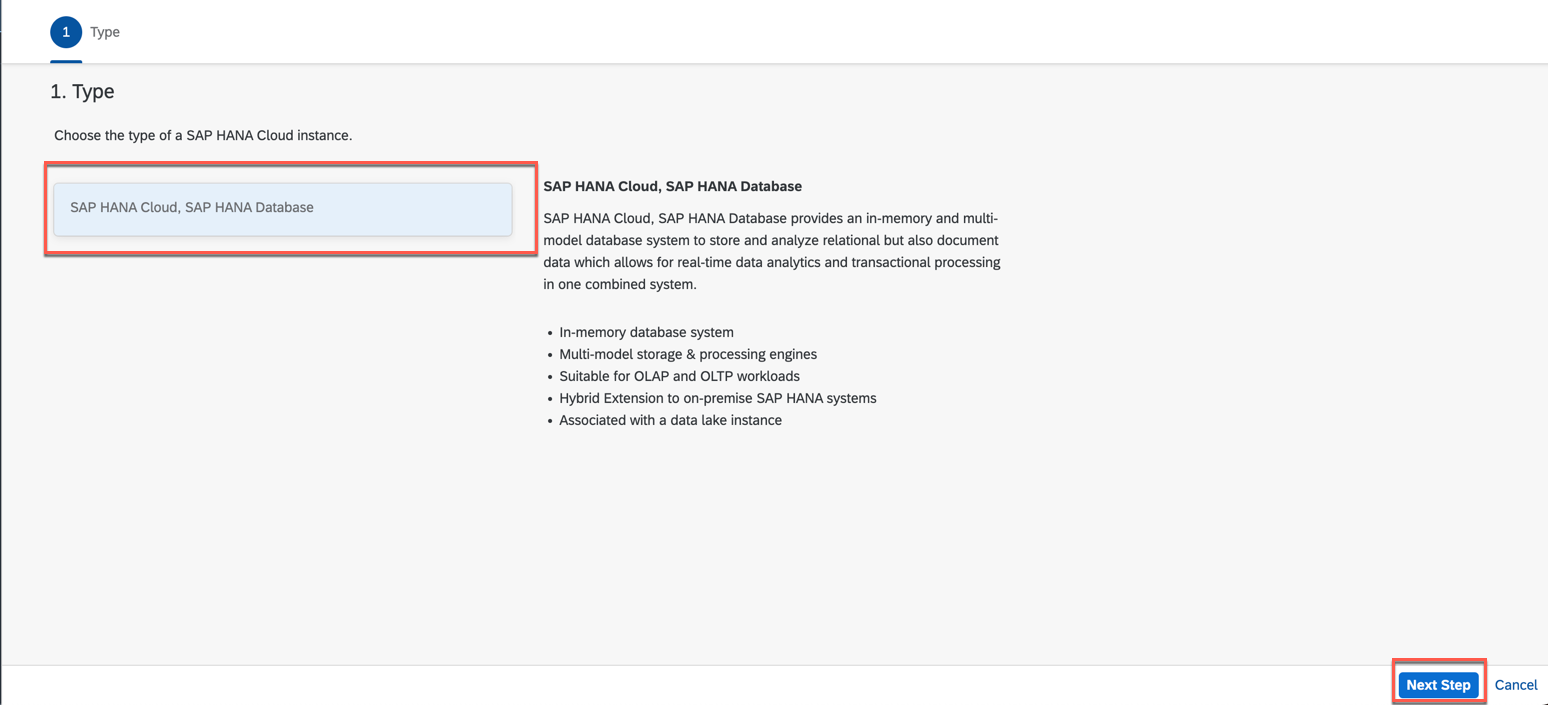 1 Type
1. Type
Choose the type of a SAP HANA Cloud instance.
SAP HANA Cloud, SAP HANA Database
SAP HANA Cloud, SAP HANA Database
SAP HANA Cloud, SAP HANA Database provides an in-memory and multi-
model database system to store and analyze relational but also document
data which allows for real-time data analytics and transactional processing
in one combined system.
• In-memory database system
• Multi-model storage & processing engines
• Suitable for OLAP and OLTP workloads
• Hybrid Extension to on-premise SAP HANA systems
• Associated with a data lake instance
Next Step Cancel